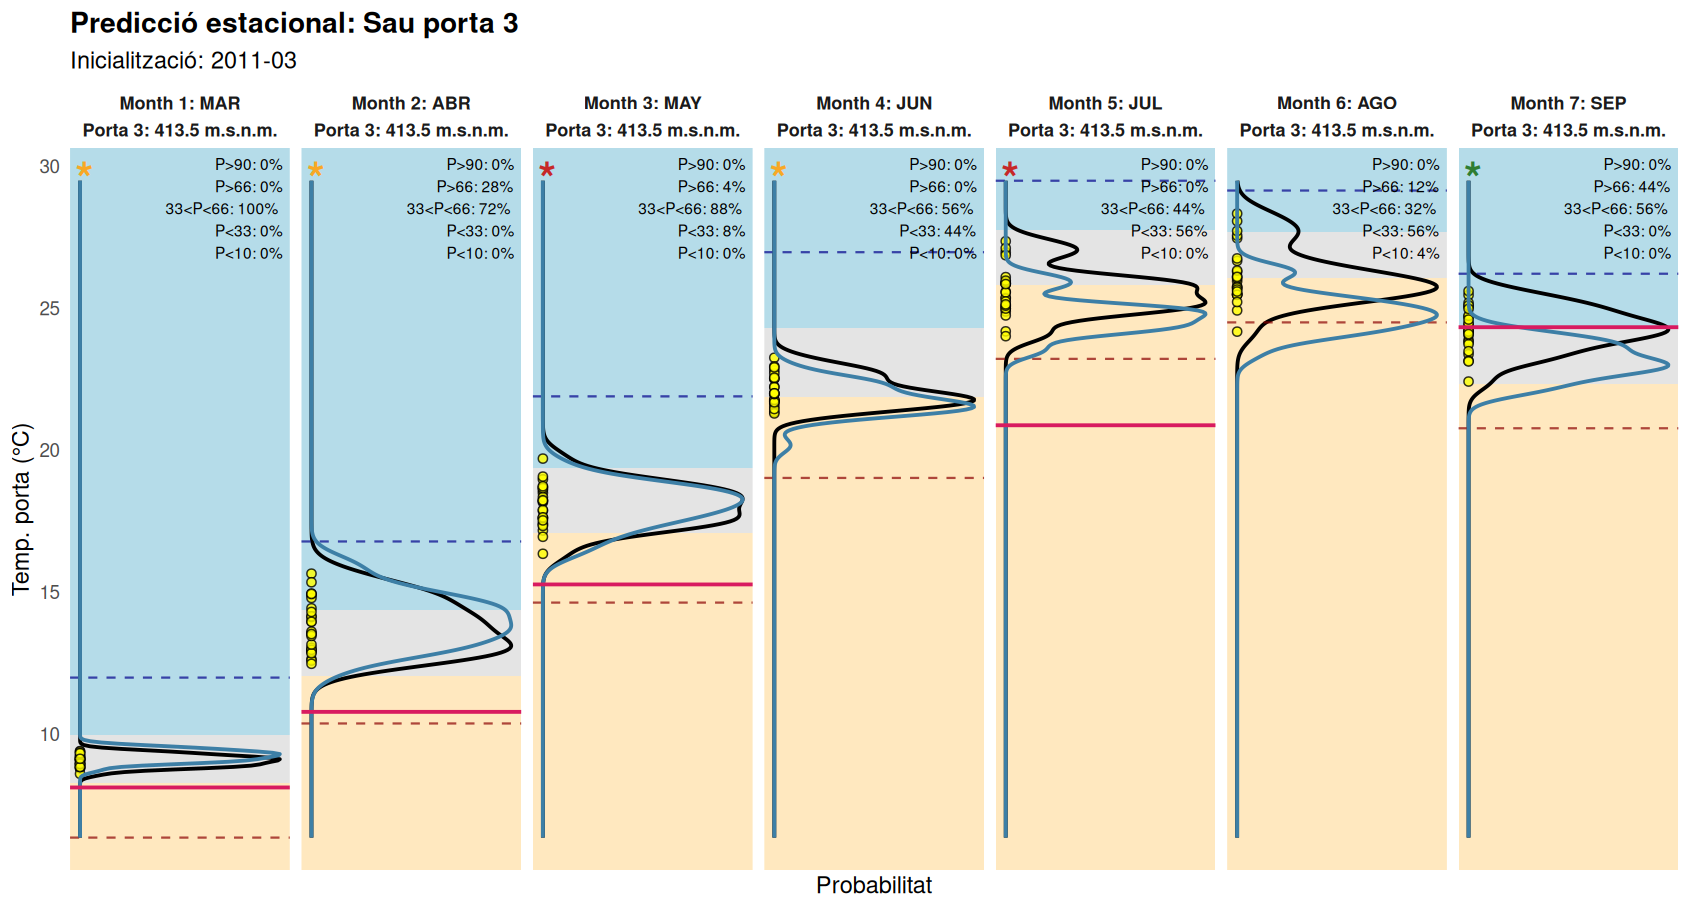 Predicció estacional: Sau porta 3
Inicialització: 2011-03
Month 1: MAR
Porta 3: 413.5 m.s.n.m.
Month 2: ABR
Porta 3: 413.5 m.s.n.m.
Month 3: MAY
Porta 3: 413.5 m.s.n.m.
Month 4: JUN
Porta 3: 413.5 m.s.n.m.
Month 5: JUL
Porta 3: 413.5 m.s.n.m.
Month 6: AGO
Porta 3: 413.5 m.s.n.m.
Month 7: SEP
Porta 3: 413.5 m.s.n.m.
Temp. porta (°C)
30
25
20
15
10
*
P>90: 0%
P>66: 0%
33<P<66: 100%
P<33: 0%
P<10: 0%
*
P>90: 0%
P>66: 28%
33<P<66: 72%
P<33: 0%
P<10: 0%
*
P>90: 0%
P>66: 4%
33<P<66: 88%
P<33: 8%
P<10: 0%
*
P>90: 0%
P>66: 0%
33<P<66: 56%
P<33: 44%
P<10: 0%
*
P>90: 0%
P>66: 0%
33<P<66: 44%
P<33: 56%
P<10: 0%
P>90: 0%
P>66: 12%
33<P<66: 32%
P<33: 56%
P<10: 4%
*
P>90: 0%
P>66: 44%
33<P<66: 56%
P<33: 0%
P<10: 0%
Probabilitat